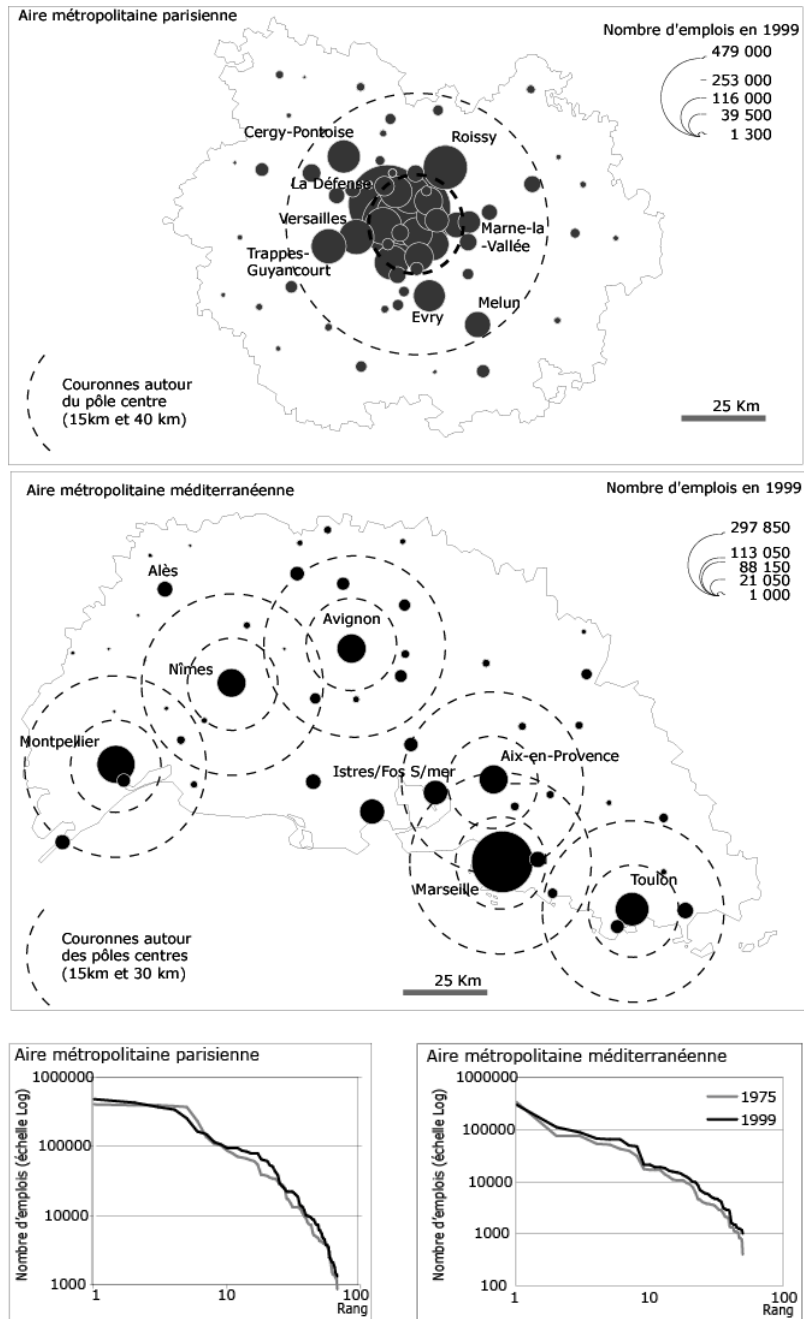 Aire métropolitaine parisienne
Nombre d'emplois en 1999
479 000
253 000
116 000
39 500
1 300
Cergy-Pontoise
Roissy
La Défense
Versailles
Marne-la
-Vallée
Trappes-
Guyancourt
Evry
Melun
Couronnes autour
du pôle centre
(15km et 40 km)
25 Km
Aire métropolitaine méditerranéenne
Nombre d'emplois en 1999
297 850
113 050
88 150
21 050
1 000
Alès
Avignon
Nîmes
Montpellier
Istres/Fos S/mer
Aix-en-Provence
Marseille
Toulon
Couronnes autour
des pôles centres
(15km et 30 km)
25 Km
Aire métropolitaine parisienne
Nombre d'emplois (échelle Log)
1000000
100000
10000
1000
1
10
100
Rang
Aire métropolitaine méditerranéenne
Nombre d'emplois (échelle Log)
1000000
100000
10000
1000
100
1975
1999
1
10
100
Rang